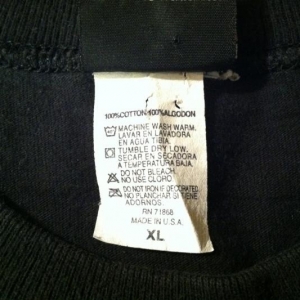 100%COTTON/100%ALGODON
MACHINE WASH WARM.
LAVAR EN LAVADORA
EN AGUA TIBIA.
TUMBLE DRY LOW.
SECAR EN SECADORA
A TEMPERATURA BAJA.
DO NOT BLEACH.
NO USE CLORO.
DO NOT IRON IF DECORATED.
NO PLANCHAR SI TIENE
ADORNOS.
RN 71868
MADE IN U.S.A.
XL